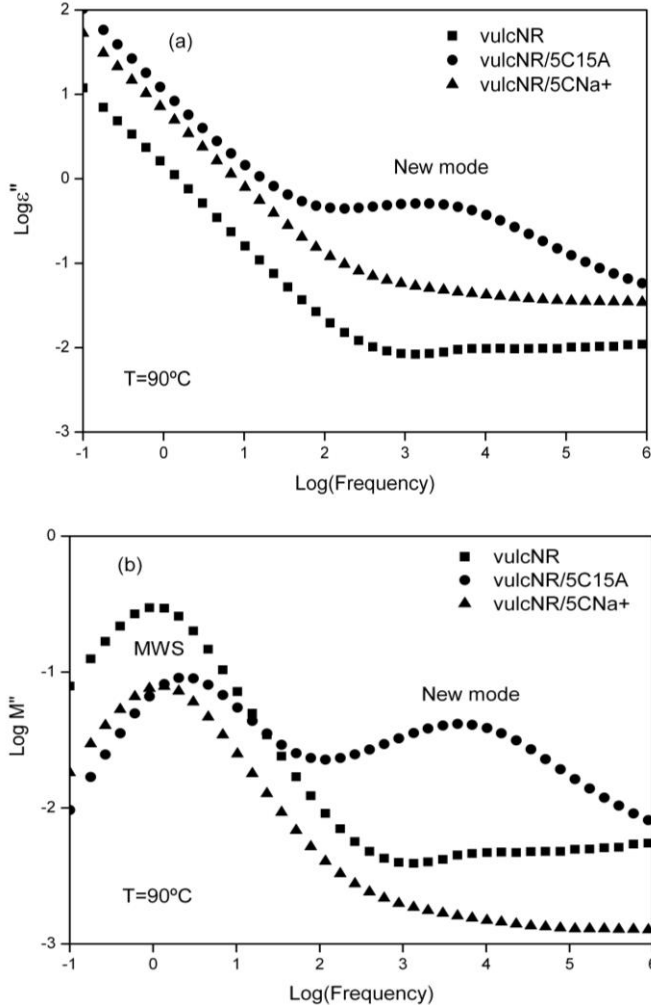 2
1
0
-1
-2
-3
Logε"
(a)
vulcNR
vulcNR/5C15A
vulcNR/5CNa+
New mode
T=90ºC
-1 0 1 2 3 4 5 6
Log(Frequency)
0
-1
-2
-3
Log M"
(b)
vulcNR
vulcNR/5C15A
vulcNR/5CNa+
MWS
New mode
T=90ºC
-1 0 1 2 3 4 5 6
Log(Frequency)